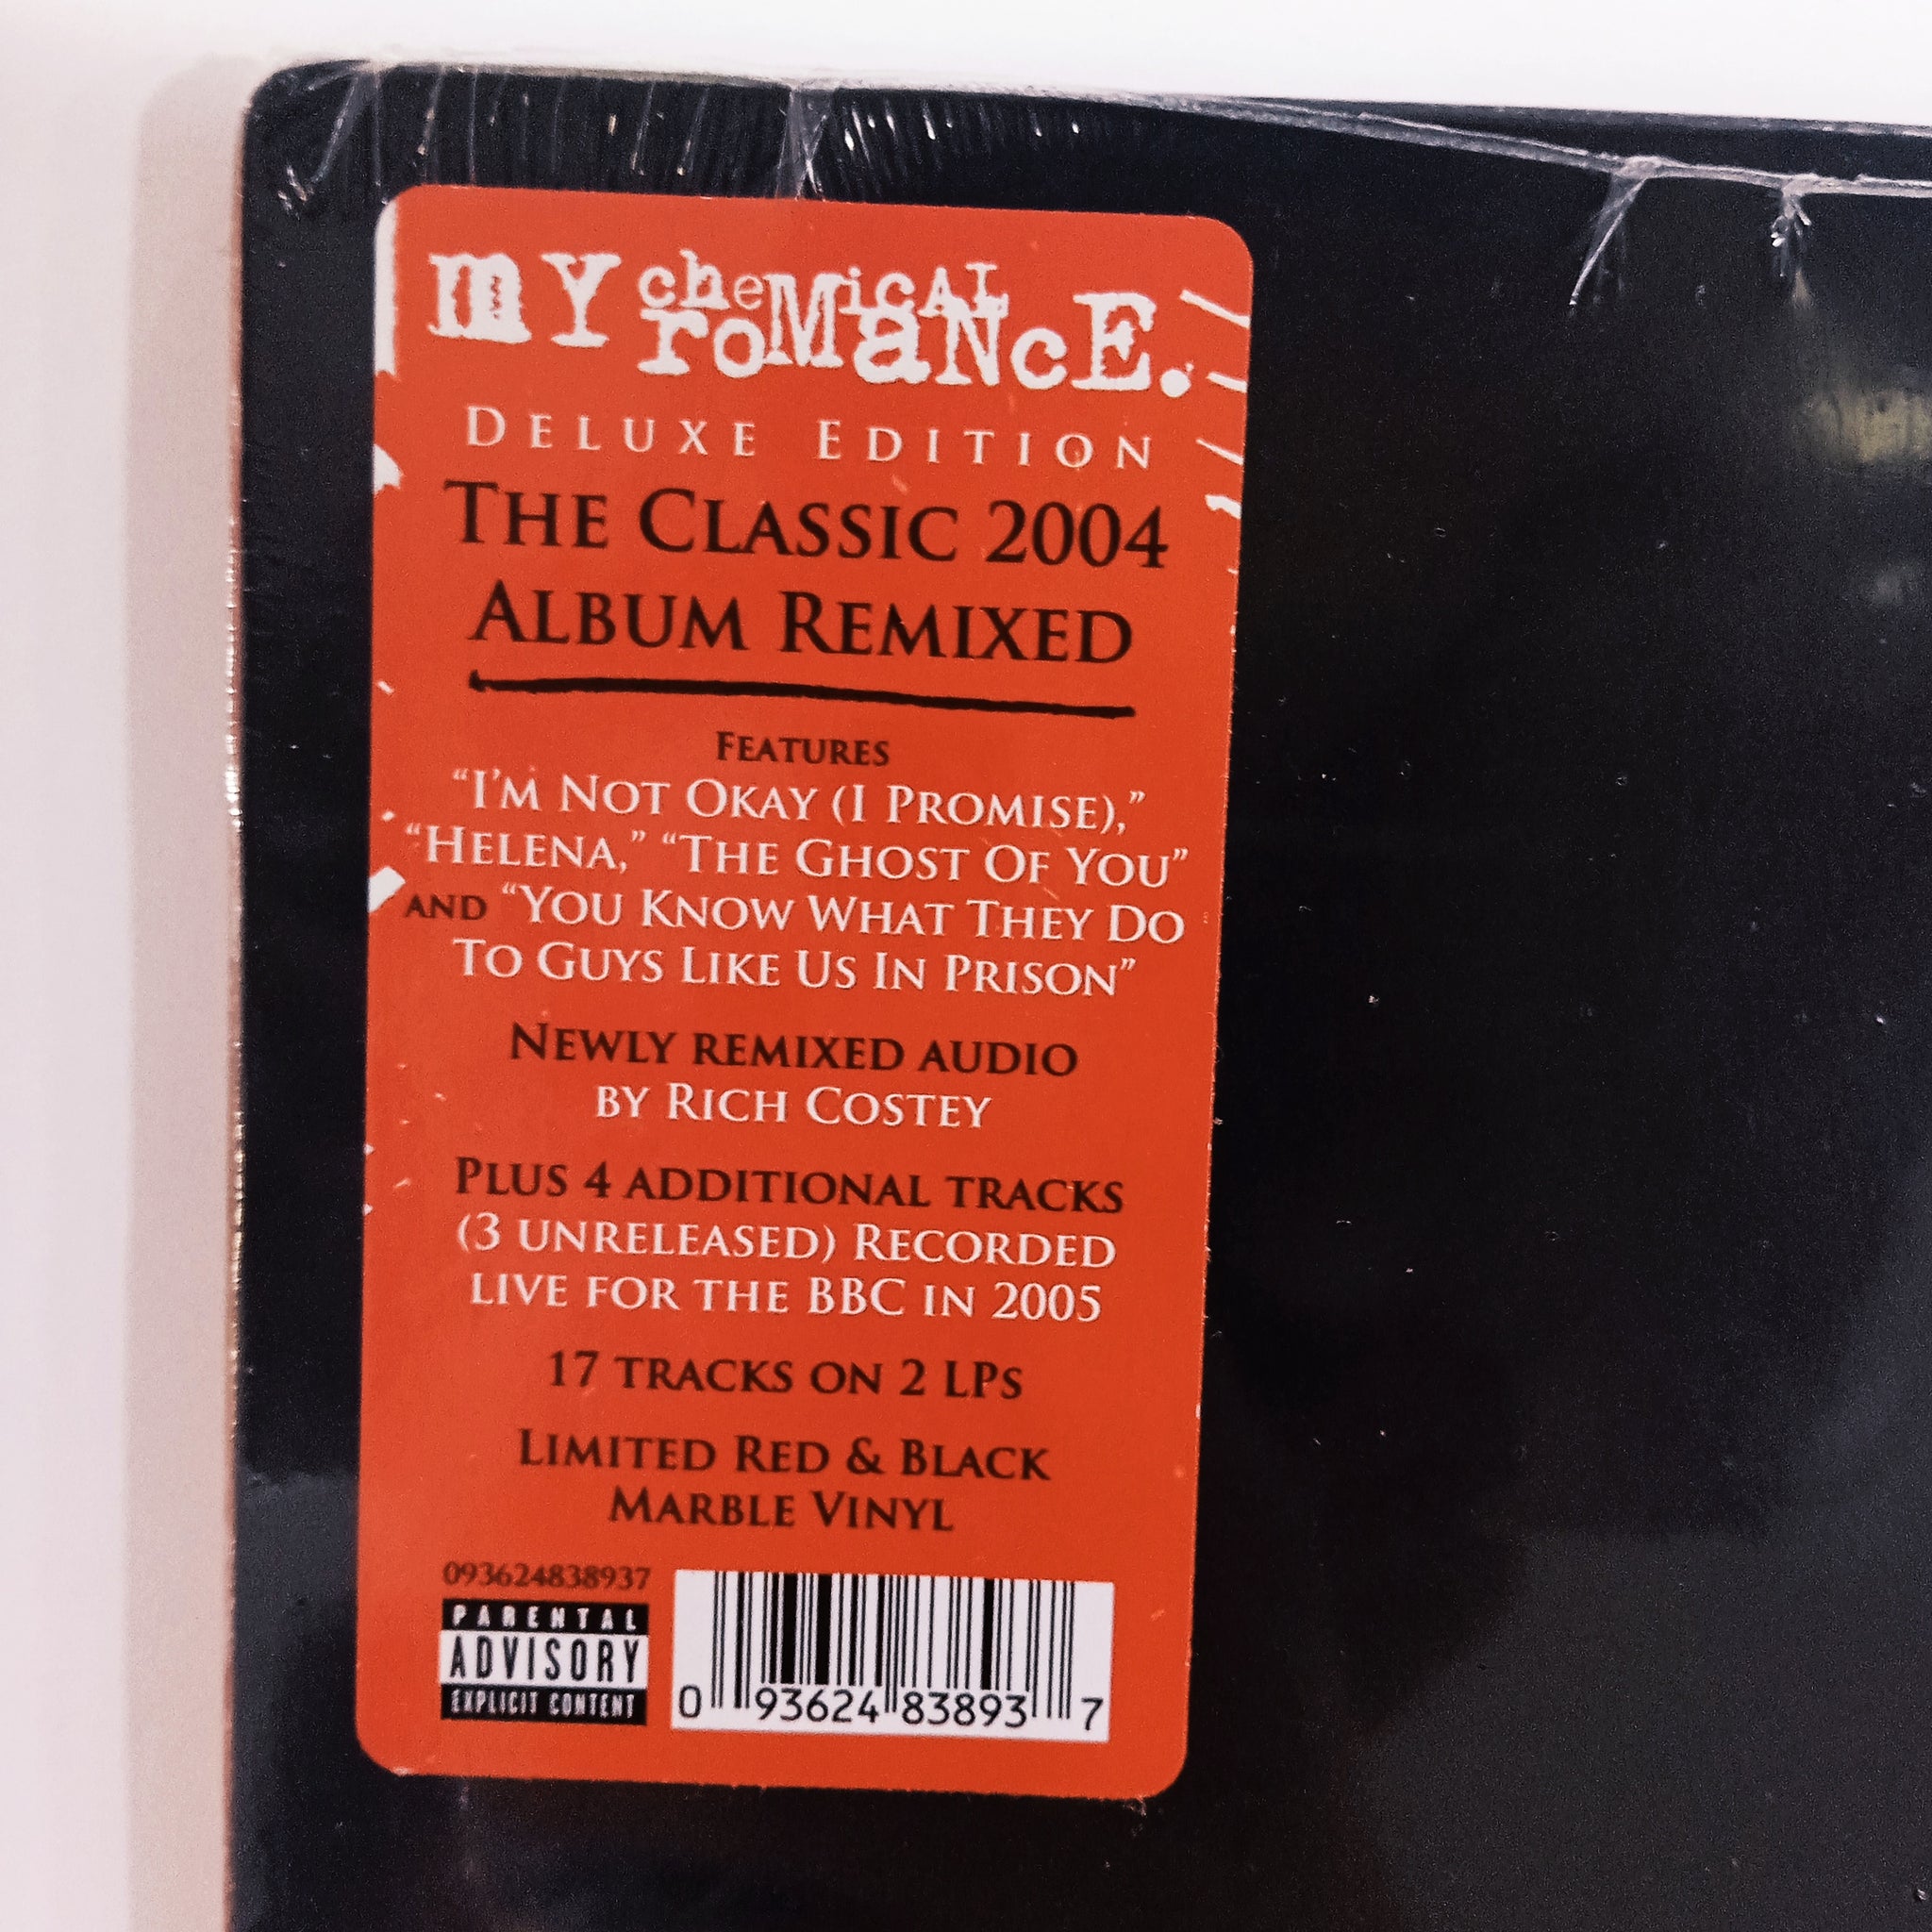 my chemical romance.
DELUXE EDITION
THE CLASSIC 2004
ALBUM REMIXED
FEATURES
“I’M NOT OKAY (I PROMISE),”
“HELENA,” “THE GHOST OF YOU”
AND “YOU KNOW WHAT THEY DO
TO GUYS LIKE US IN PRISON”
NEWLY REMIXED AUDIO
BY RICH COSTEY
PLUS 4 ADDITIONAL TRACKS
(3 UNRELEASED) RECORDED
LIVE FOR THE BBC IN 2005
17 TRACKS ON 2 LPS
LIMITED RED & BLACK
MARBLE VINYL
093624838937
PARENTAL
ADVISORY
EXPLICIT CONTENT
0 93624 83893 7